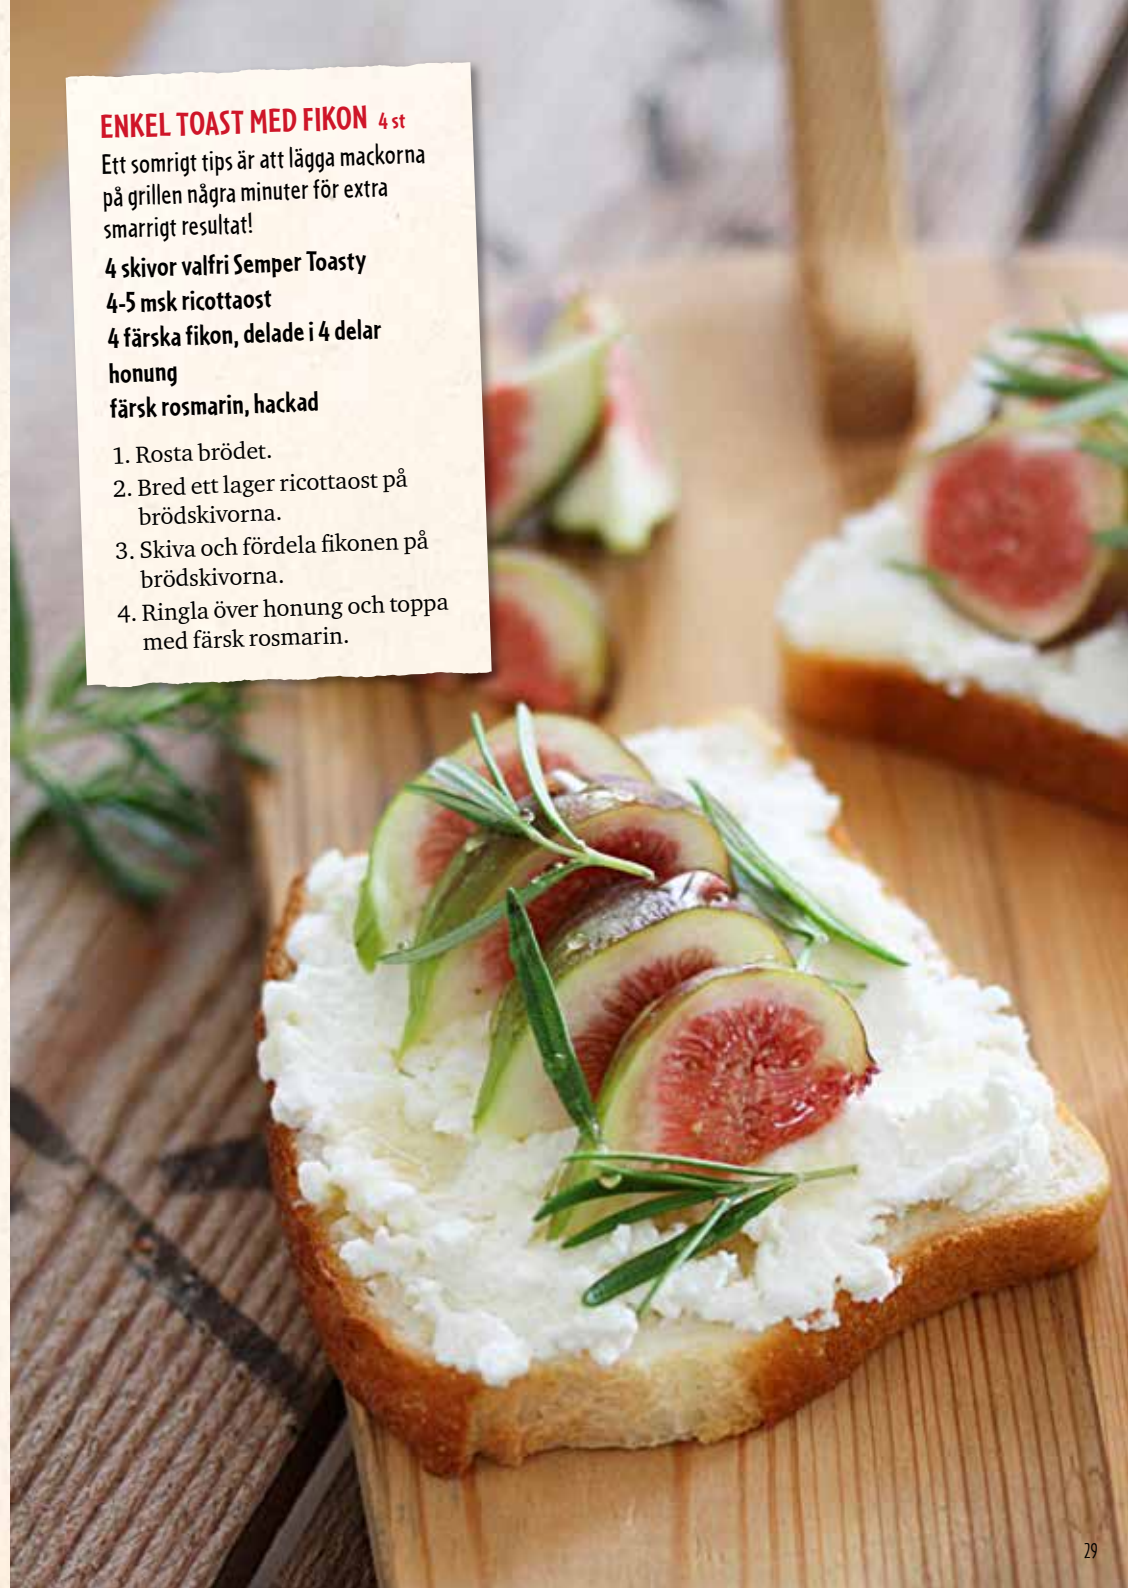 ENKEL TOAST MED FIKON 4 st
Ett somrigt tips är att lägga mackorna
på grillen några minuter för extra
smarrigt resultat!
4 skivor valfri Semper Toasty
4-5 msk ricottaost
4 färska fikon, delade i 4 delar
honung
färsk rosmarin, hackad
1. Rosta brödet.
2. Bred ett lager ricottaost på
brödskivorna.
3. Skiva och fördela fikonen på
brödskivorna.
4. Ringla över honung och toppa
med färsk rosmarin.
29